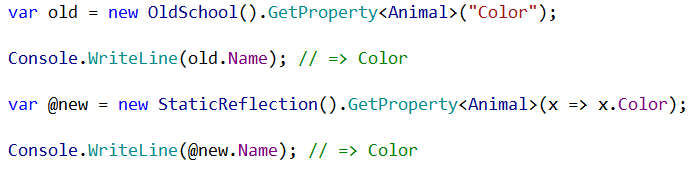 var old = new OldSchool().GetProperty<Animal>("Color");
Console.WriteLine(old.Name); // => Color
var @new = new StaticReflection().GetProperty<Animal>(x => x.Color);
Console.WriteLine(@new.Name); // => Color